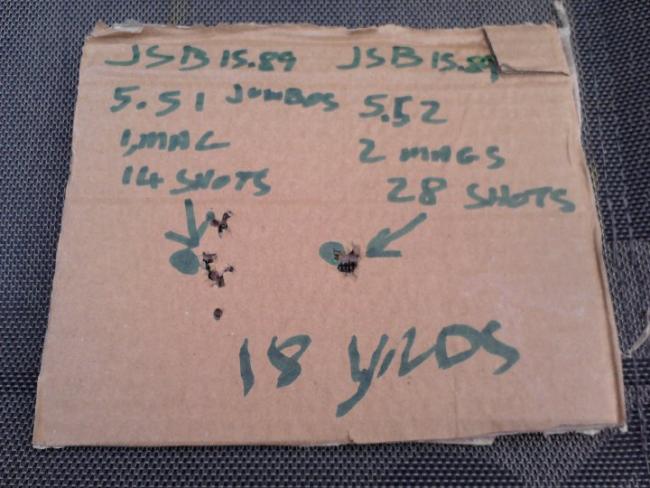 JSB 15.89
5.51 JUMBOS
1, MAG
14 SHOTS
JSB 15.89
5.52
2 MAGS
28 SHOTS
18 YRDS